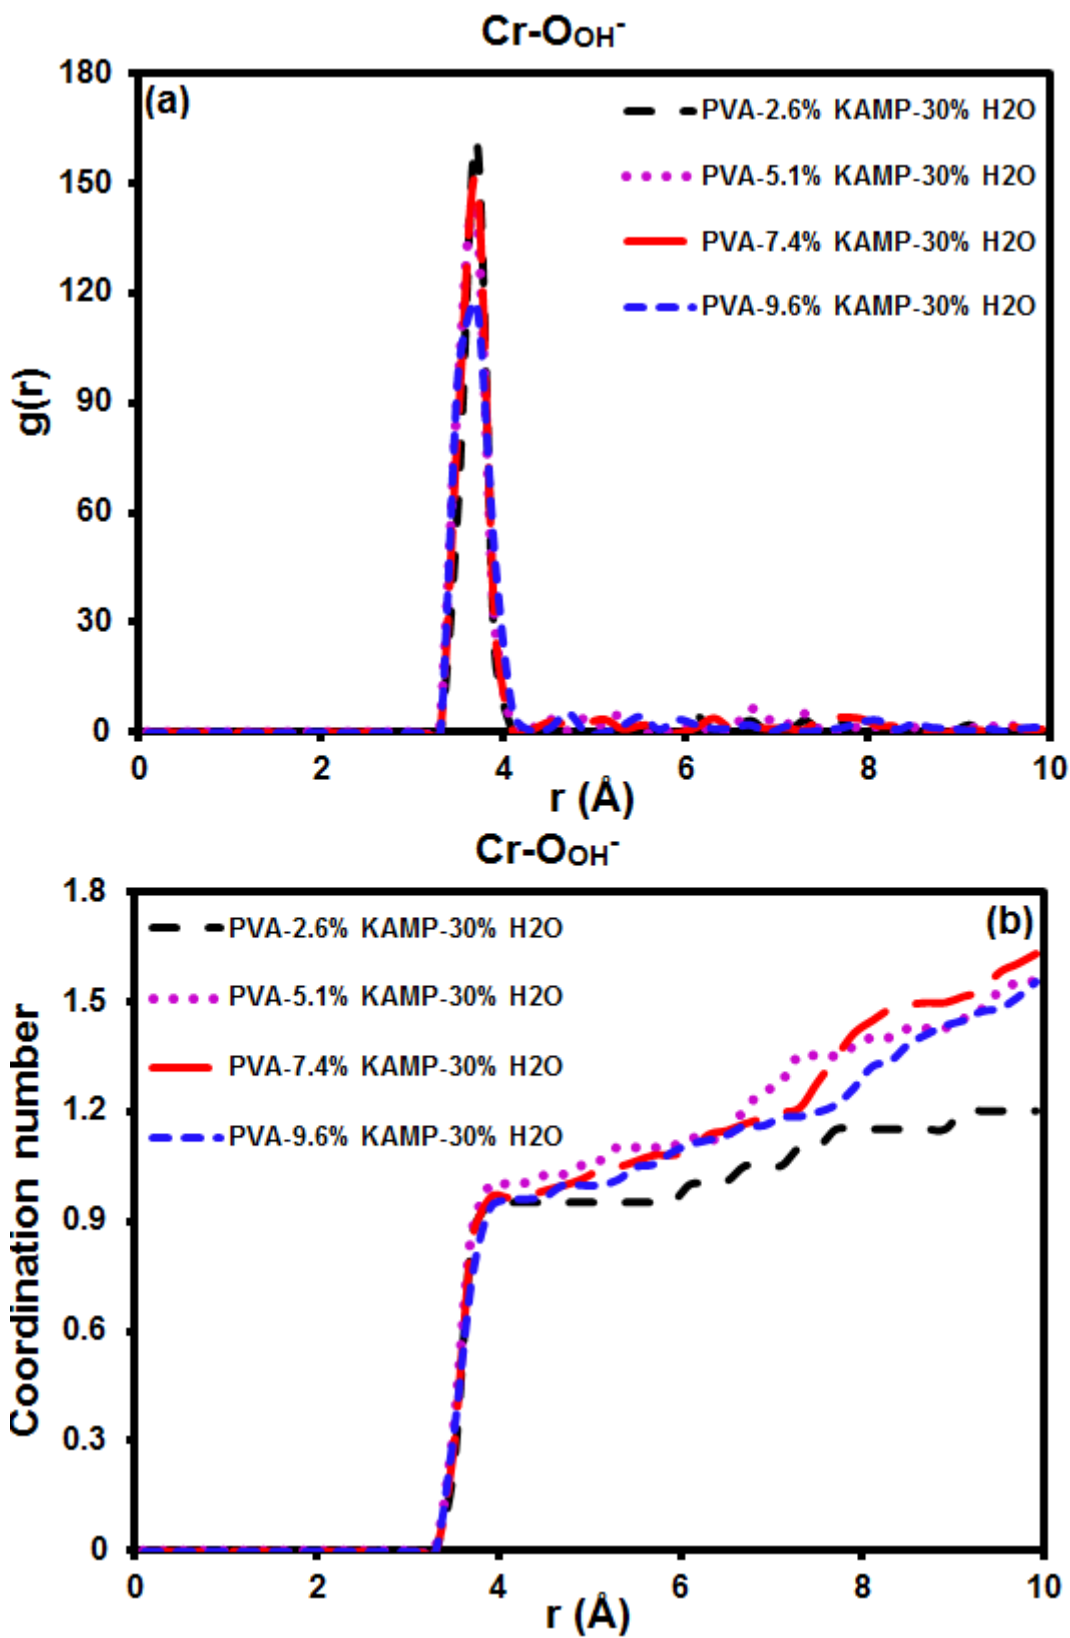 Cr-OOH-
(a)
180
150
120
90
60
30
0
g(r)
PVA-2.6% KAMP-30% H2O
PVA-5.1% KAMP-30% H2O
PVA-7.4% KAMP-30% H2O
PVA-9.6% KAMP-30% H2O
0 2 4 6 8 10
r (Å)
Cr-OOH-
(b)
1.8
1.5
1.2
0.9
0.6
0.3
0
Coordination number
PVA-2.6% KAMP-30% H2O
PVA-5.1% KAMP-30% H2O
PVA-7.4% KAMP-30% H2O
PVA-9.6% KAMP-30% H2O
0 2 4 6 8 10
r (Å)